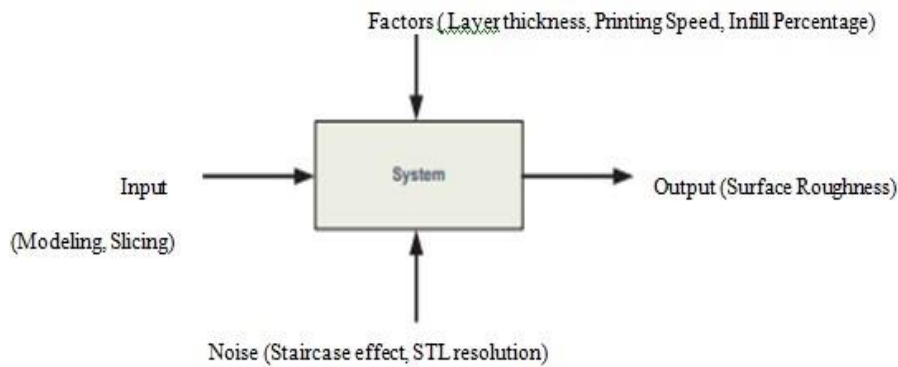 Factors ( Layer thickness, Printing Speed, Infill Percentage)
System
Input
(Modeling, Slicing)
Output (Surface Roughness)
Noise (Staircase effect, STL resolution)